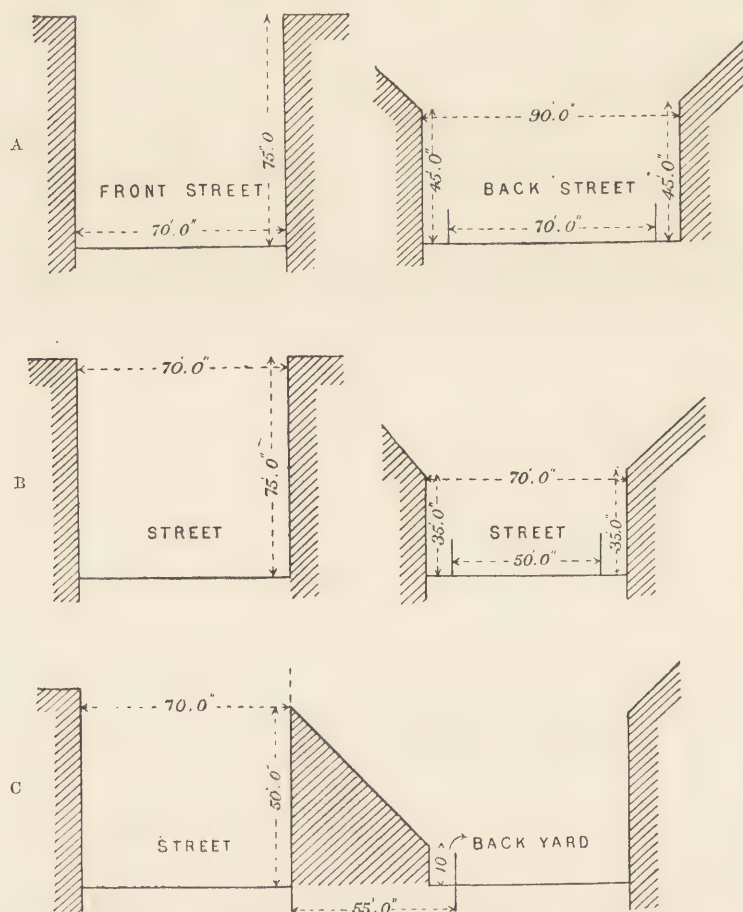 A
75".0
FRONT STREET
70'.0"
90'.0"
45'.0"
45'.0"
BACK STREET
70'.0"
B
70'.0"
75'.0"
STREET
70'.0"
35'.0"
35'.0"
STREET
50'.0"
C
70'.0"
50'.0'
STREET
10
BACK YARD
55'.0"